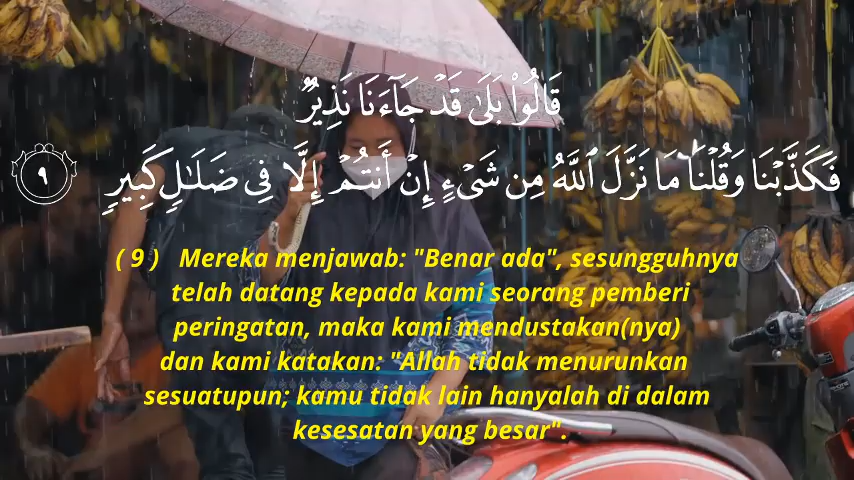 قَالُوا۟ بَلَىٰ قَدْ جَآءَنَا نَذِيرٌ
فَكَذَّبْنَا وَقُلْنَا مَا نَزَّلَ ٱللَّهُ مِن شَىْءٍ إِنْ أَنتُمْ إِلَّا فِى ضَلَـٰلٍ كَبِيرٍ ٩
( 9 ) Mereka menjawab: "Benar ada", sesungguhnya
telah datang kepada kami seorang pemberi
peringatan, maka kami mendustakan(nya)
dan kami katakan: "Allah tidak menurunkan
sesuatupun; kamu tidak lain hanyalah di dalam
kesesatan yang besar".